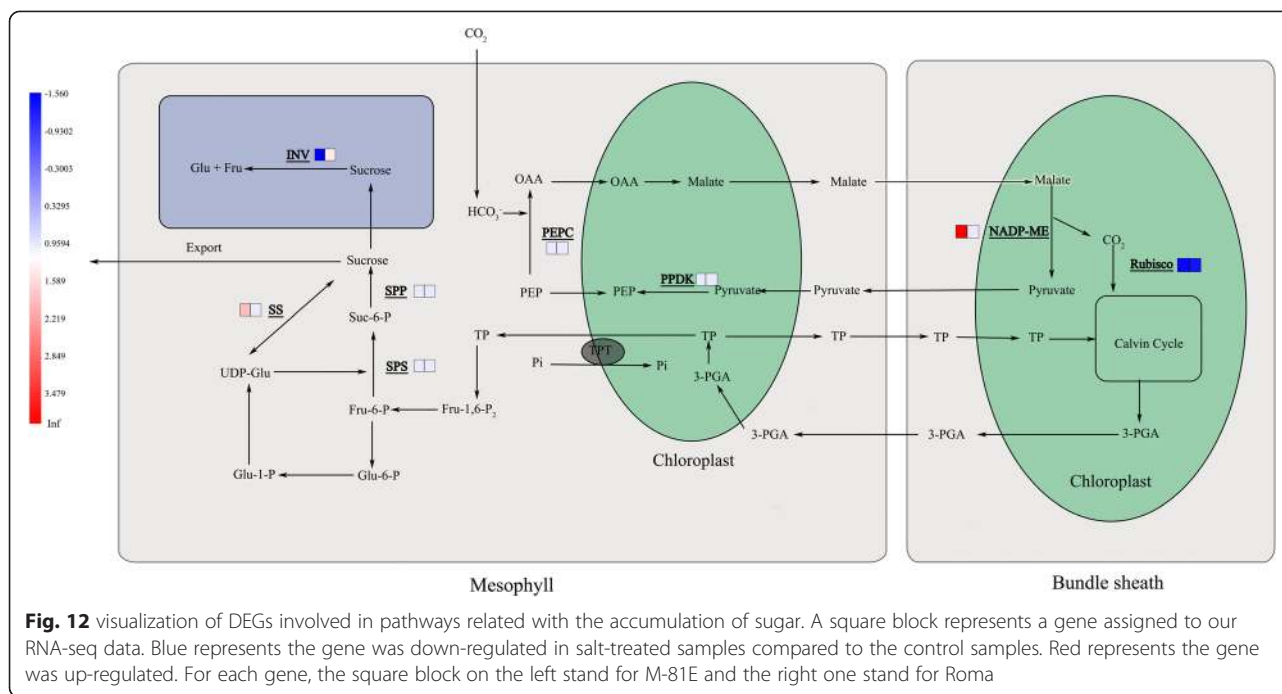 CO2
-1.560
-0.9302
-0.3005
0.3295
0.9594
1.589
2.219
2.849
3.479
Inf
INV
Glu + Fru
Sucrose
Export
Sucrose
SS
SPP
Suc-6-P
UDP-Glu
SPS
Fru-6-P
Fru-1,6-P2
Glu-1-P
Glu-6-P
OAA
OAA
Malate
Malate
Malate
HCO3-
PEPC
NADP-ME
CO2
Rubisco
PPDK
PEP
PEP
Pyruvate
Pyruvate
Pyruvate
TP
TP
TP
TP
TP
Calvin Cycle
TPT
Pi
Pi
3-PGA
3-PGA
3-PGA
3-PGA
Chloroplast
Chloroplast
Mesophyll
Bundle sheath
Fig. 12 visualization of DEGs involved in pathways related with the accumulation of sugar. A square block represents a gene assigned to our
RNA-seq data. Blue represents the gene was down-regulated in salt-treated samples compared to the control samples. Red represents the gene
was up-regulated. For each gene, the square block on the left stand for M-81E and the right one stand for Roma